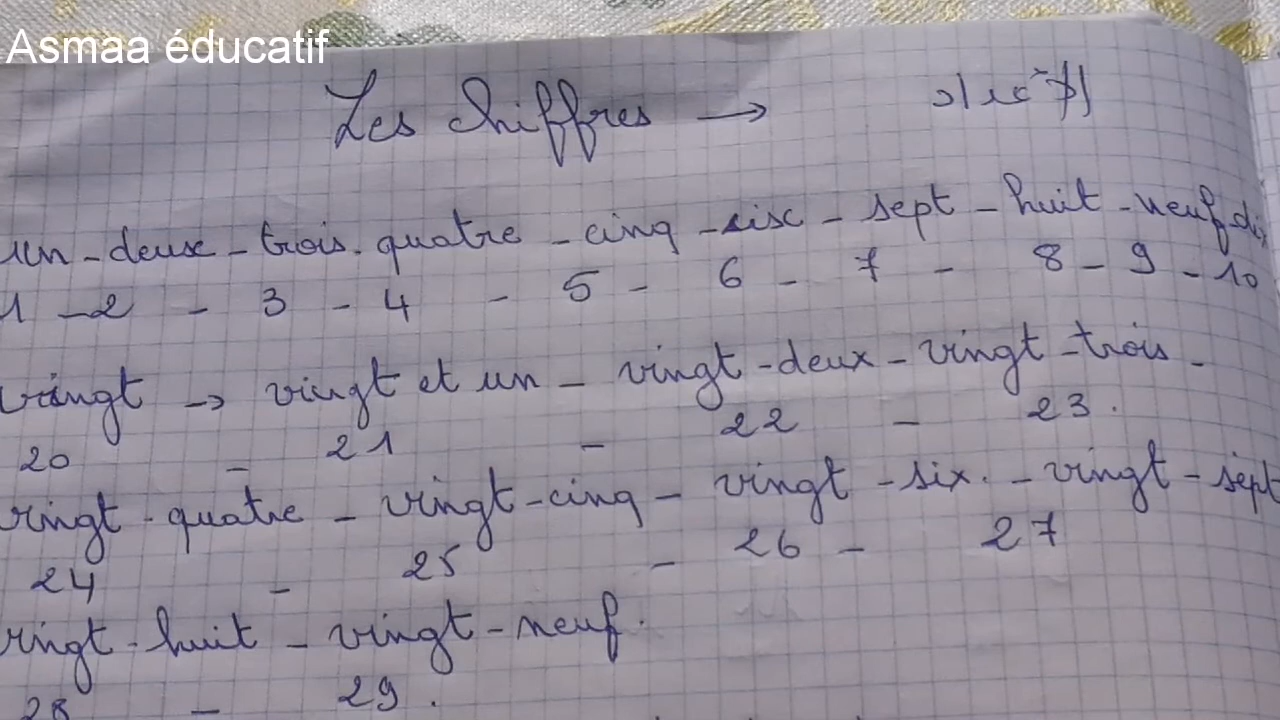 Asmaa éducatif
Les chiffres →
un - deux - trois - quatre - cinq - six - sept - huit - neuf - dix
1 - 2 - 3 - 4 - 5 - 6 - 7 - 8 - 9 - 10
vingt → vingt et un - vingt-deux - vingt-trois -
20 - 21 - 22 - 23.
vingt-quatre - vingt-cinq - vingt-six. - vingt-sept
24 - 25 - 26 - 27
vingt-huit - vingt-neuf.
28 - 29.